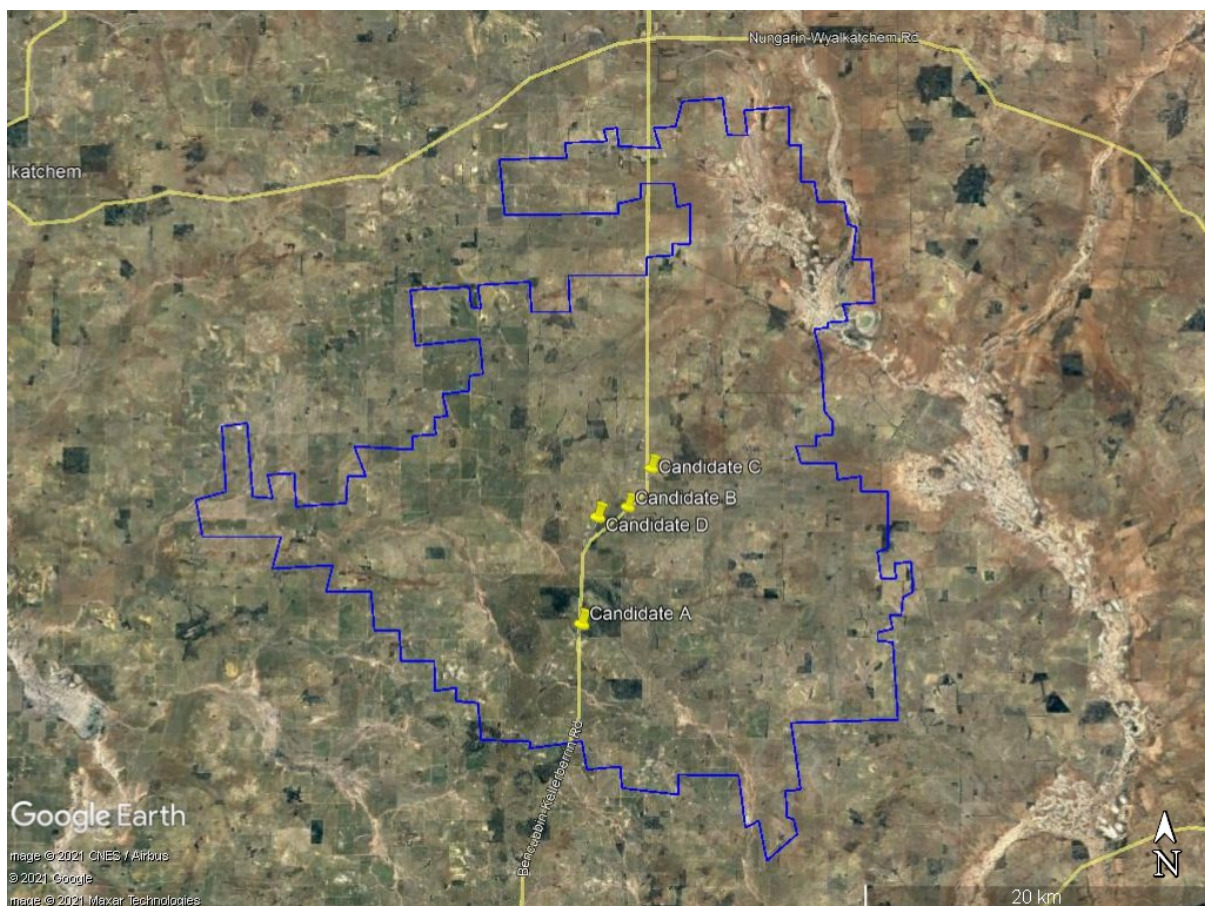 Nungarin-Wyalkatchem Rd
lkatchem
Candidate C
Candidate B
Candidate D
Candidate A
Bencubbin-Kellerberrin Rd
Google Earth
mage © 2021 CNES / Airbus
© 2021 Google
mage © 2021 Maxar Technologies
N
20 km